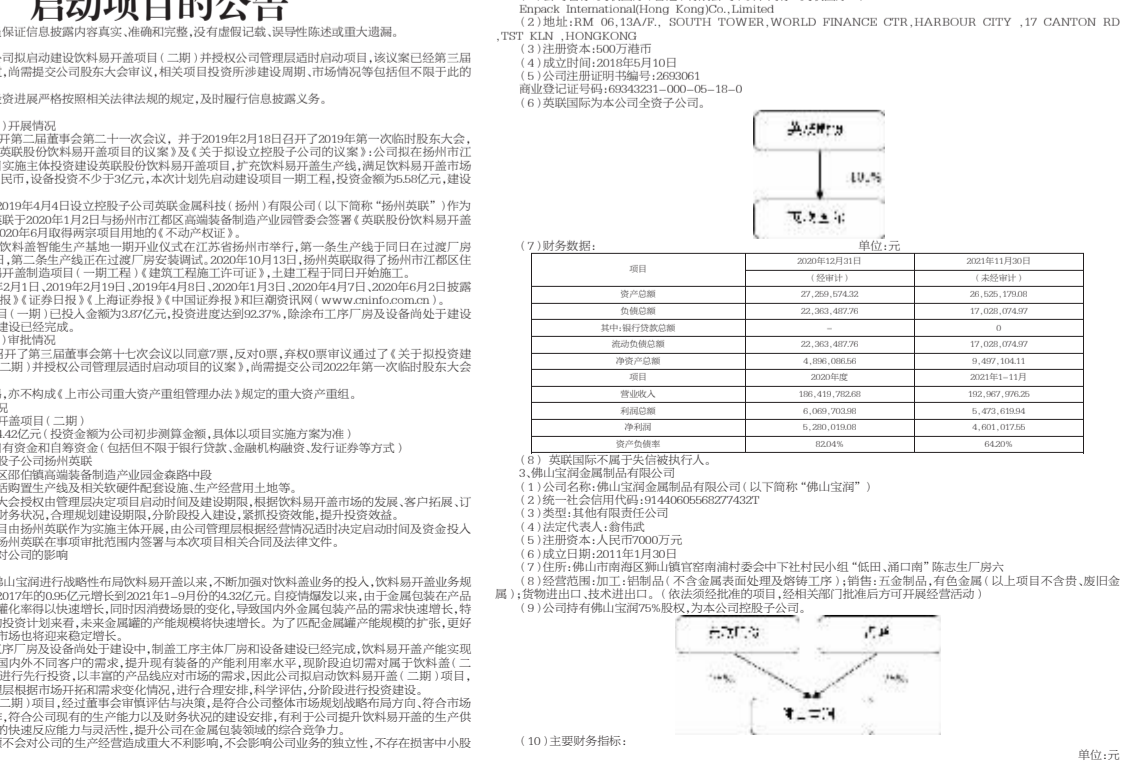 启动项目的公告
保证信息披露内容真实、准确和完整,没有虚假记载、误导性陈述或重大遗漏。
司拟启动建设饮料易开盖项目(二期)并授权公司管理层适时启动项目,该议案已经第三届
,尚需提交公司股东大会审议,相关项目投资所涉建设周期、市场情况等包括但不限于此的
资进展严格按照相关法律法规的规定,及时履行信息披露义务。
)开展情况
开第二届董事会第二十一次会议,并于2019年2月18日召开了2019年第一次临时股东大会,
英联股份饮料易开盖项目的议案》及《关于拟设立控股子公司的议案》:公司拟在扬州市江
实施主体投资建设英联股份饮料易开盖项目,扩充饮料易开盖生产线,满足饮料易开盖市场
民币,设备投资不少于3亿元,本次计划先启动建设项目一期工程,投资金额为5.58亿元,建设
2019年4月4日设立控股子公司英联金属科技(扬州)有限公司(以下简称“扬州英联”)作为
英联于2020年1月2日与扬州市江都区高端装备制造产业园管委会签署《英联股份饮料易开盖
020年6月取得两宗项目用地的《不动产权证》。
饮料盖智能生产基地一期开业仪式在江苏省扬州市举行,第一条生产线于同日在过渡厂房
,第二条生产线正在过渡厂房安装调试。2020年10月13日,扬州英联取得了扬州市江都区住
易开盖制造项目(一期工程)《建筑工程施工许可证》,土建工程于同日开始施工。
年2月1日、2019年2月19日、2019年4月8日、2020年1月3日、2020年4月7日、2020年6月2日披露
报》《证券日报》《上海证券报》《中国证券报》和巨潮资讯网(www.cninfo.com.cn)。
目(一期)已投入金额为3.87亿元,投资进度达到92.37%,除涂布工序厂房及设备尚处于建设
建设已经完成。
)审批情况
召开了第三届董事会第十七次会议以同意7票,反对0票,弃权0票审议通过了《关于拟投资建
二期)并授权公司管理层适时启动项目的议案》,尚需提交公司2022年第一次临时股东大会
,亦不构成《上市公司重大资产重组管理办法》规定的重大资产重组。
况
开盖项目(二期)
4.42亿元(投资金额为公司初步测算金额,具体以项目实施方案为准)
有资金和自筹资金(包括但不限于银行贷款、金融机构融资、发行证券等方式)
股子公司扬州英联
区邵伯镇高端装备制造产业园金森路中段
括购置生产线及相关软硬件配套设施、生产经营用土地等。
大会授权由管理层决定项目启动时间及建设期限,根据饮料易开盖市场的发展、客户拓展、订
财务状况,合理规划建设期限,分阶段投入建设,紧抓投资效能,提升投资效益。
目由扬州英联作为实施主体开展,由公司管理层根据经营情况适时决定启动时间及资金投入
扬州英联在事项审批范围内签署与本次项目相关合同及法律文件。
对公司的影响
佛山宝润进行战略性布局饮料易开盖以来,不断加强对饮料盖业务的投入,饮料易开盖业务规
2017年的0.95亿元增长到2021年1-9月份的4.32亿元。自疫情爆发以来,由于金属包装在产品
罐化率得以快速增长,同时因消费场景的变化,导致国内外金属包装产品的需求快速增长,特
的投资计划来看,未来金属罐的产能规模将快速增长。为了匹配金属罐产能规模的扩张,更好
市场也将迎来稳定增长。
序厂房及设备尚处于建设中,制盖工序主体厂房和设备建设已经完成,饮料易开盖产能实现
国内外不同客户的需求,提升现有装备的产能利用率水平,现阶段迫切需对属于饮料盖(二
进行先行投资,以丰富的产品线应对市场的需求,因此公司拟启动饮料易开盖(二期)项目,
理层根据市场开拓和需求变化情况,进行合理安排,科学评估,分阶段进行投资建设。
二期)项目,经过董事会审慎评估与决策,是符合公司整体市场规划战略布局方向、符合市场
,符合公司现有的生产能力以及财务状况的建设安排,有利于公司提升饮料易开盖的生产供
的快速反应能力与灵活性,提升公司在金属包装领域的综合竞争力。
项不会对公司的生产经营造成重大不利影响,不会影响公司业务的独立性,不存在损害中小股
Enpack International(Hong Kong)Co., Limited
(2)地址:RM 06,13A/F., SOUTH TOWER,WORLD FINANCE CTR,HARBOUR CITY ,17 CANTON RD
,TST KLN ,HONGKONG
(3)注册资本:500万港币
(4)成立时间:2018年5月10日
(5)公司注册证明书编号:2693061
商业登记证号码:69343231-000-05-18-0
(6)英联国际为本公司全资子公司。
100%
(7)财务数据: 单位:元
项目 2020年12月31日 2021年11月30日
(经审计) (未经审计)
资产总额 27,259,574.32 26,525,179.08
负债总额 22,363,487.76 17,028,074.97
其中:银行贷款总额 - 0
流动负债总额 22,363,487.76 17,028,074.97
净资产总额 4,896,086.56 9,497,104.11
项目 2020年度 2021年1-11月
营业收入 186,419,782.68 192,967,976.25
利润总额 6,069,703.98 5,473,619.94
净利润 5,280,019.08 4,601,017.55
资产负债率 82.04% 64.20%
(8) 英联国际不属于失信被执行人。
3、佛山宝润金属制品有限公司
(1)公司名称:佛山宝润金属制品有限公司(以下简称“佛山宝润”)
(2)统一社会信用代码:91440605568277432T
(3)类型:其他有限责任公司
(4)法定代表人:翁伟武
(5)注册资本:人民币7000万元
(6)成立日期:2011年1月30日
(7)住所:佛山市南海区狮山镇官窑南浦村委会中下社村民小组“低田、涌口南”陈志生厂房六
(8)经营范围:加工:铝制品(不含金属表面处理及熔铸工序);销售:五金制品,有色金属(以上项目不含贵、废旧金
属);货物进出口、技术进出口。(依法须经批准的项目,经相关部门批准后方可开展经营活动)
(9)公司持有佛山宝润75%股权,为本公司控股子公司。
(10)主要财务指标:
单位:元